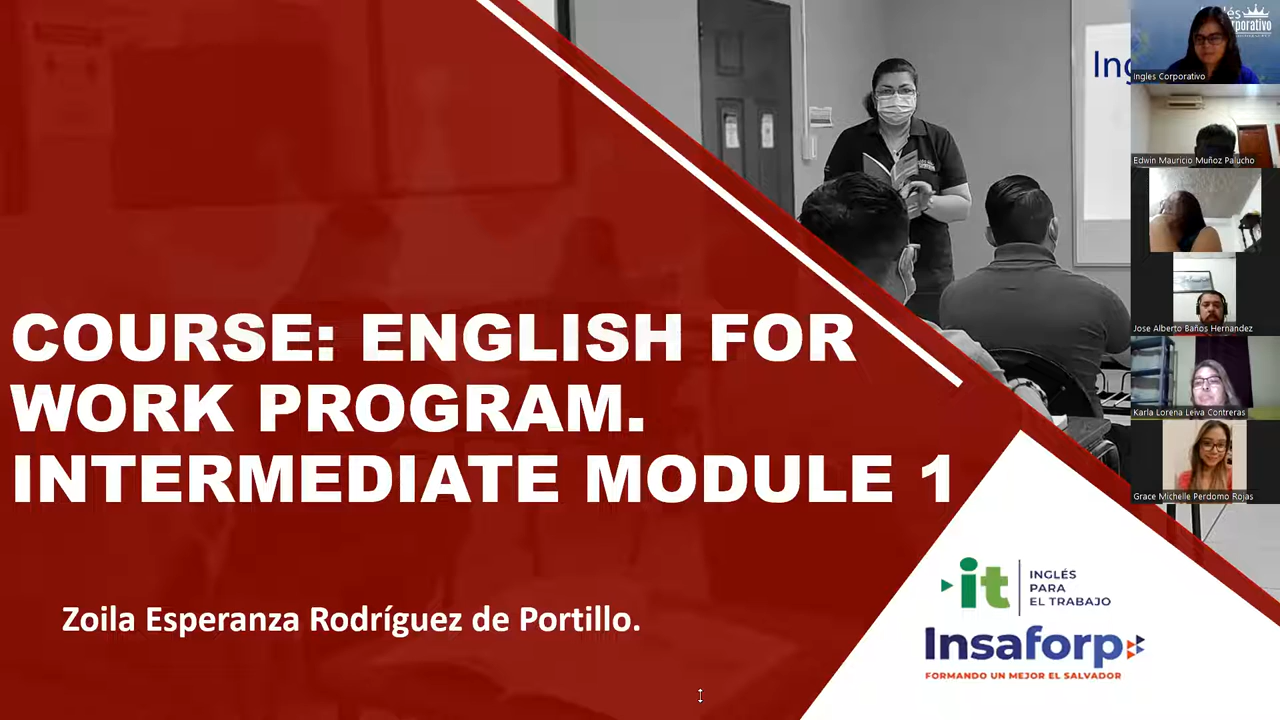 COURSE: ENGLISH FOR
WORK PROGRAM.
INTERMEDIATE MODULE 1
Zoila Esperanza Rodríguez de Portillo.
it
INGLÉS
PARA
EL TRABAJO
Insaforp
FORMANDO UN MEJOR EL SALVADOR
Ingles Corporativo
Edwin Mauricio Muñoz Palucho
Jose Alberto Baños Hernandez
Karla Lorena Leiva Contreras
Grace Michelle Perdomo Rojas